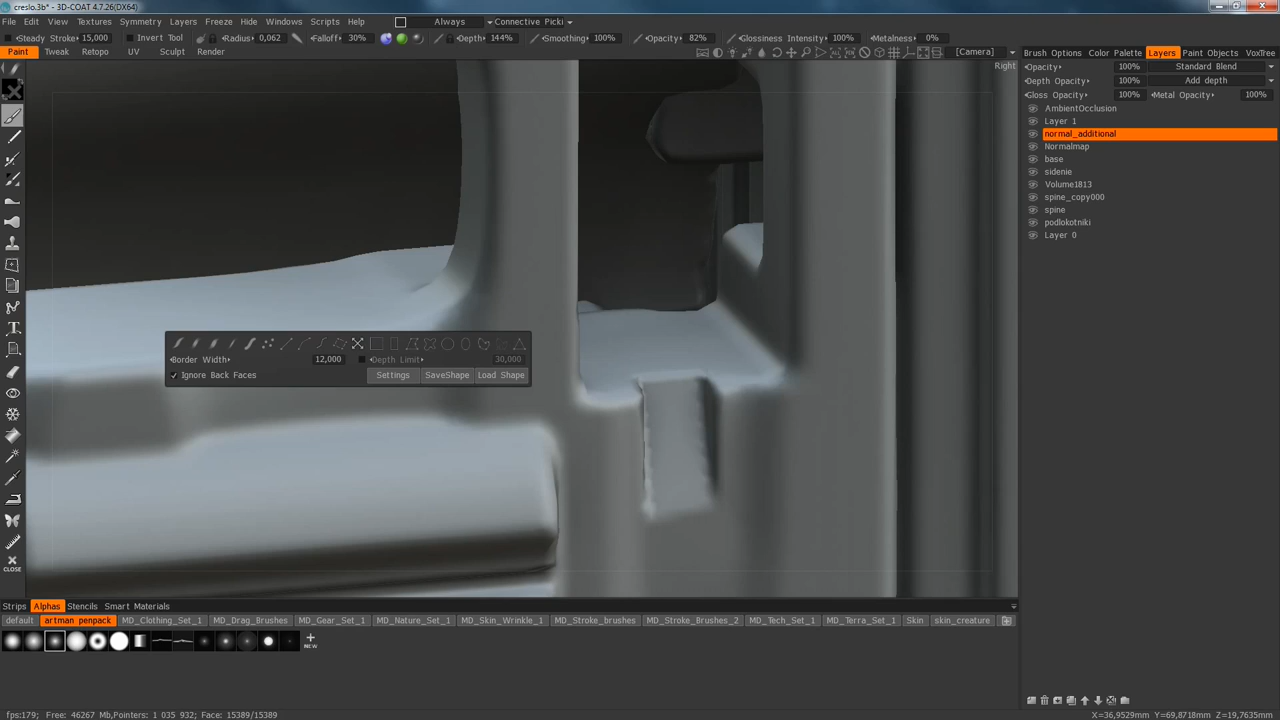 creslo.3b* - 3D-COAT 4.7.26(DX64)
File Edit View Textures Symmetry Layers Freeze Hide Windows Scripts Help Always Connective Picki
Steady Stroke 15,000 Invert Tool Radius 0,062 Falloff 30% Depth 144% Smoothing 100% Opacity 82% Glossiness Intensity 100% Metalness 0%
Paint Tweak Retopo UV Sculpt Render [Camera] Brush Options Color Palette Layers Paint Objects VoxTree
Right
Opacity 100% Standard Blend
Depth Opacity 100% Add depth
Gloss Opacity 100% Metal Opacity 100%
AmbientOcclusion
Layer 1
normal_additional
Normalmap
base
sidenie
Volume1813
spine_copy000
spine
podlokotniki
Layer 0
Border Width 12,000 Depth Limit 30,000
Ignore Back Faces Settings SaveShape Load Shape
CLOSE
Strips Alphas Stencils Smart Materials
default artman penpack MD_Clothing_Set_1 MD_Drag_Brushes MD_Gear_Set_1 MD_Nature_Set_1 MD_Skin_Wrinkle_1 MD_Stroke_brushes MD_Stroke_Brushes_2 MD_Tech_Set_1 MD_Terra_Set_1 Skin skin_creature
NEW
fps:179; Free: 46267 Mb,Pointers: 1 035 932; Face: 15389/15389 X=36,9529mm Y=69,8718mm Z=19,7635mm